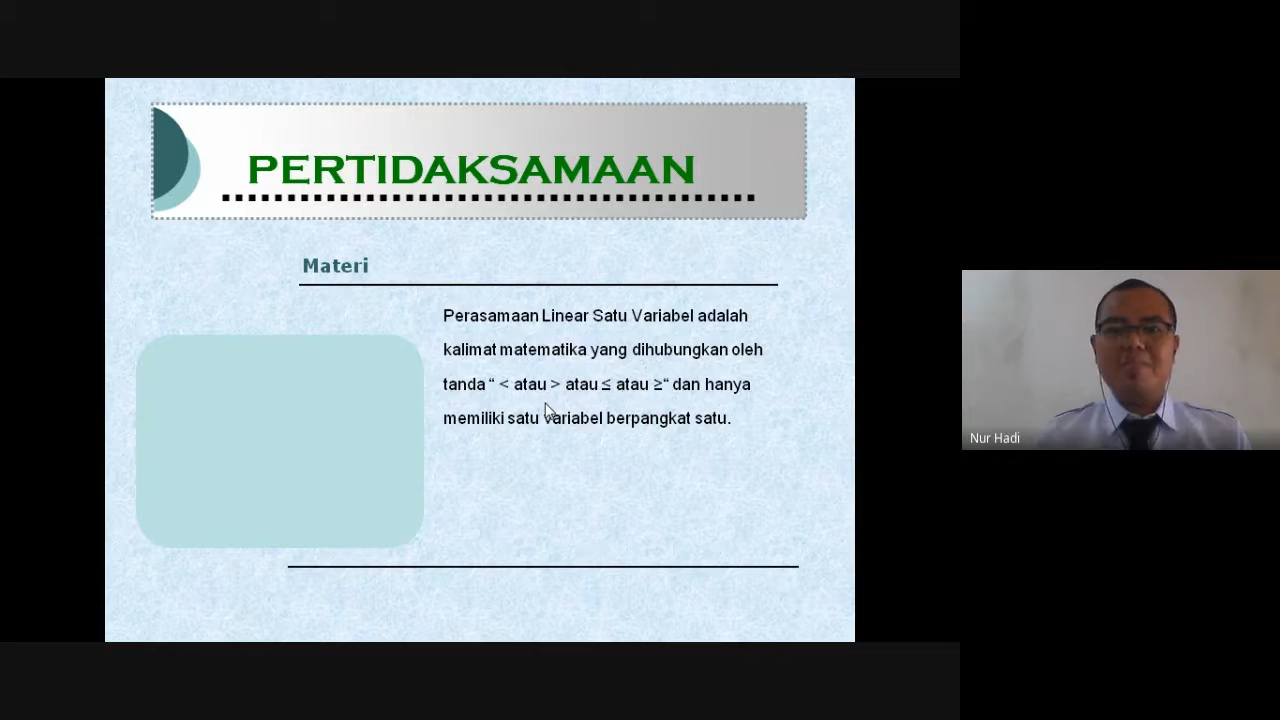 PERTIDAKSAMAAN
Materi
Perasamaan Linear Satu Variabel adalah
kalimat matematika yang dihubungkan oleh
tanda “ < atau > atau ≤ atau ≥“ dan hanya
memiliki satu variabel berpangkat satu.
Nur Hadi